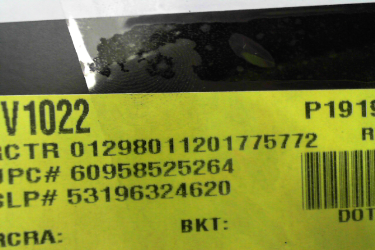 V1022 P1919
RCTR 01298011201775772 R
UPC# 60958525264
SLP# 53196324620
BKT: DOT
RCRA: